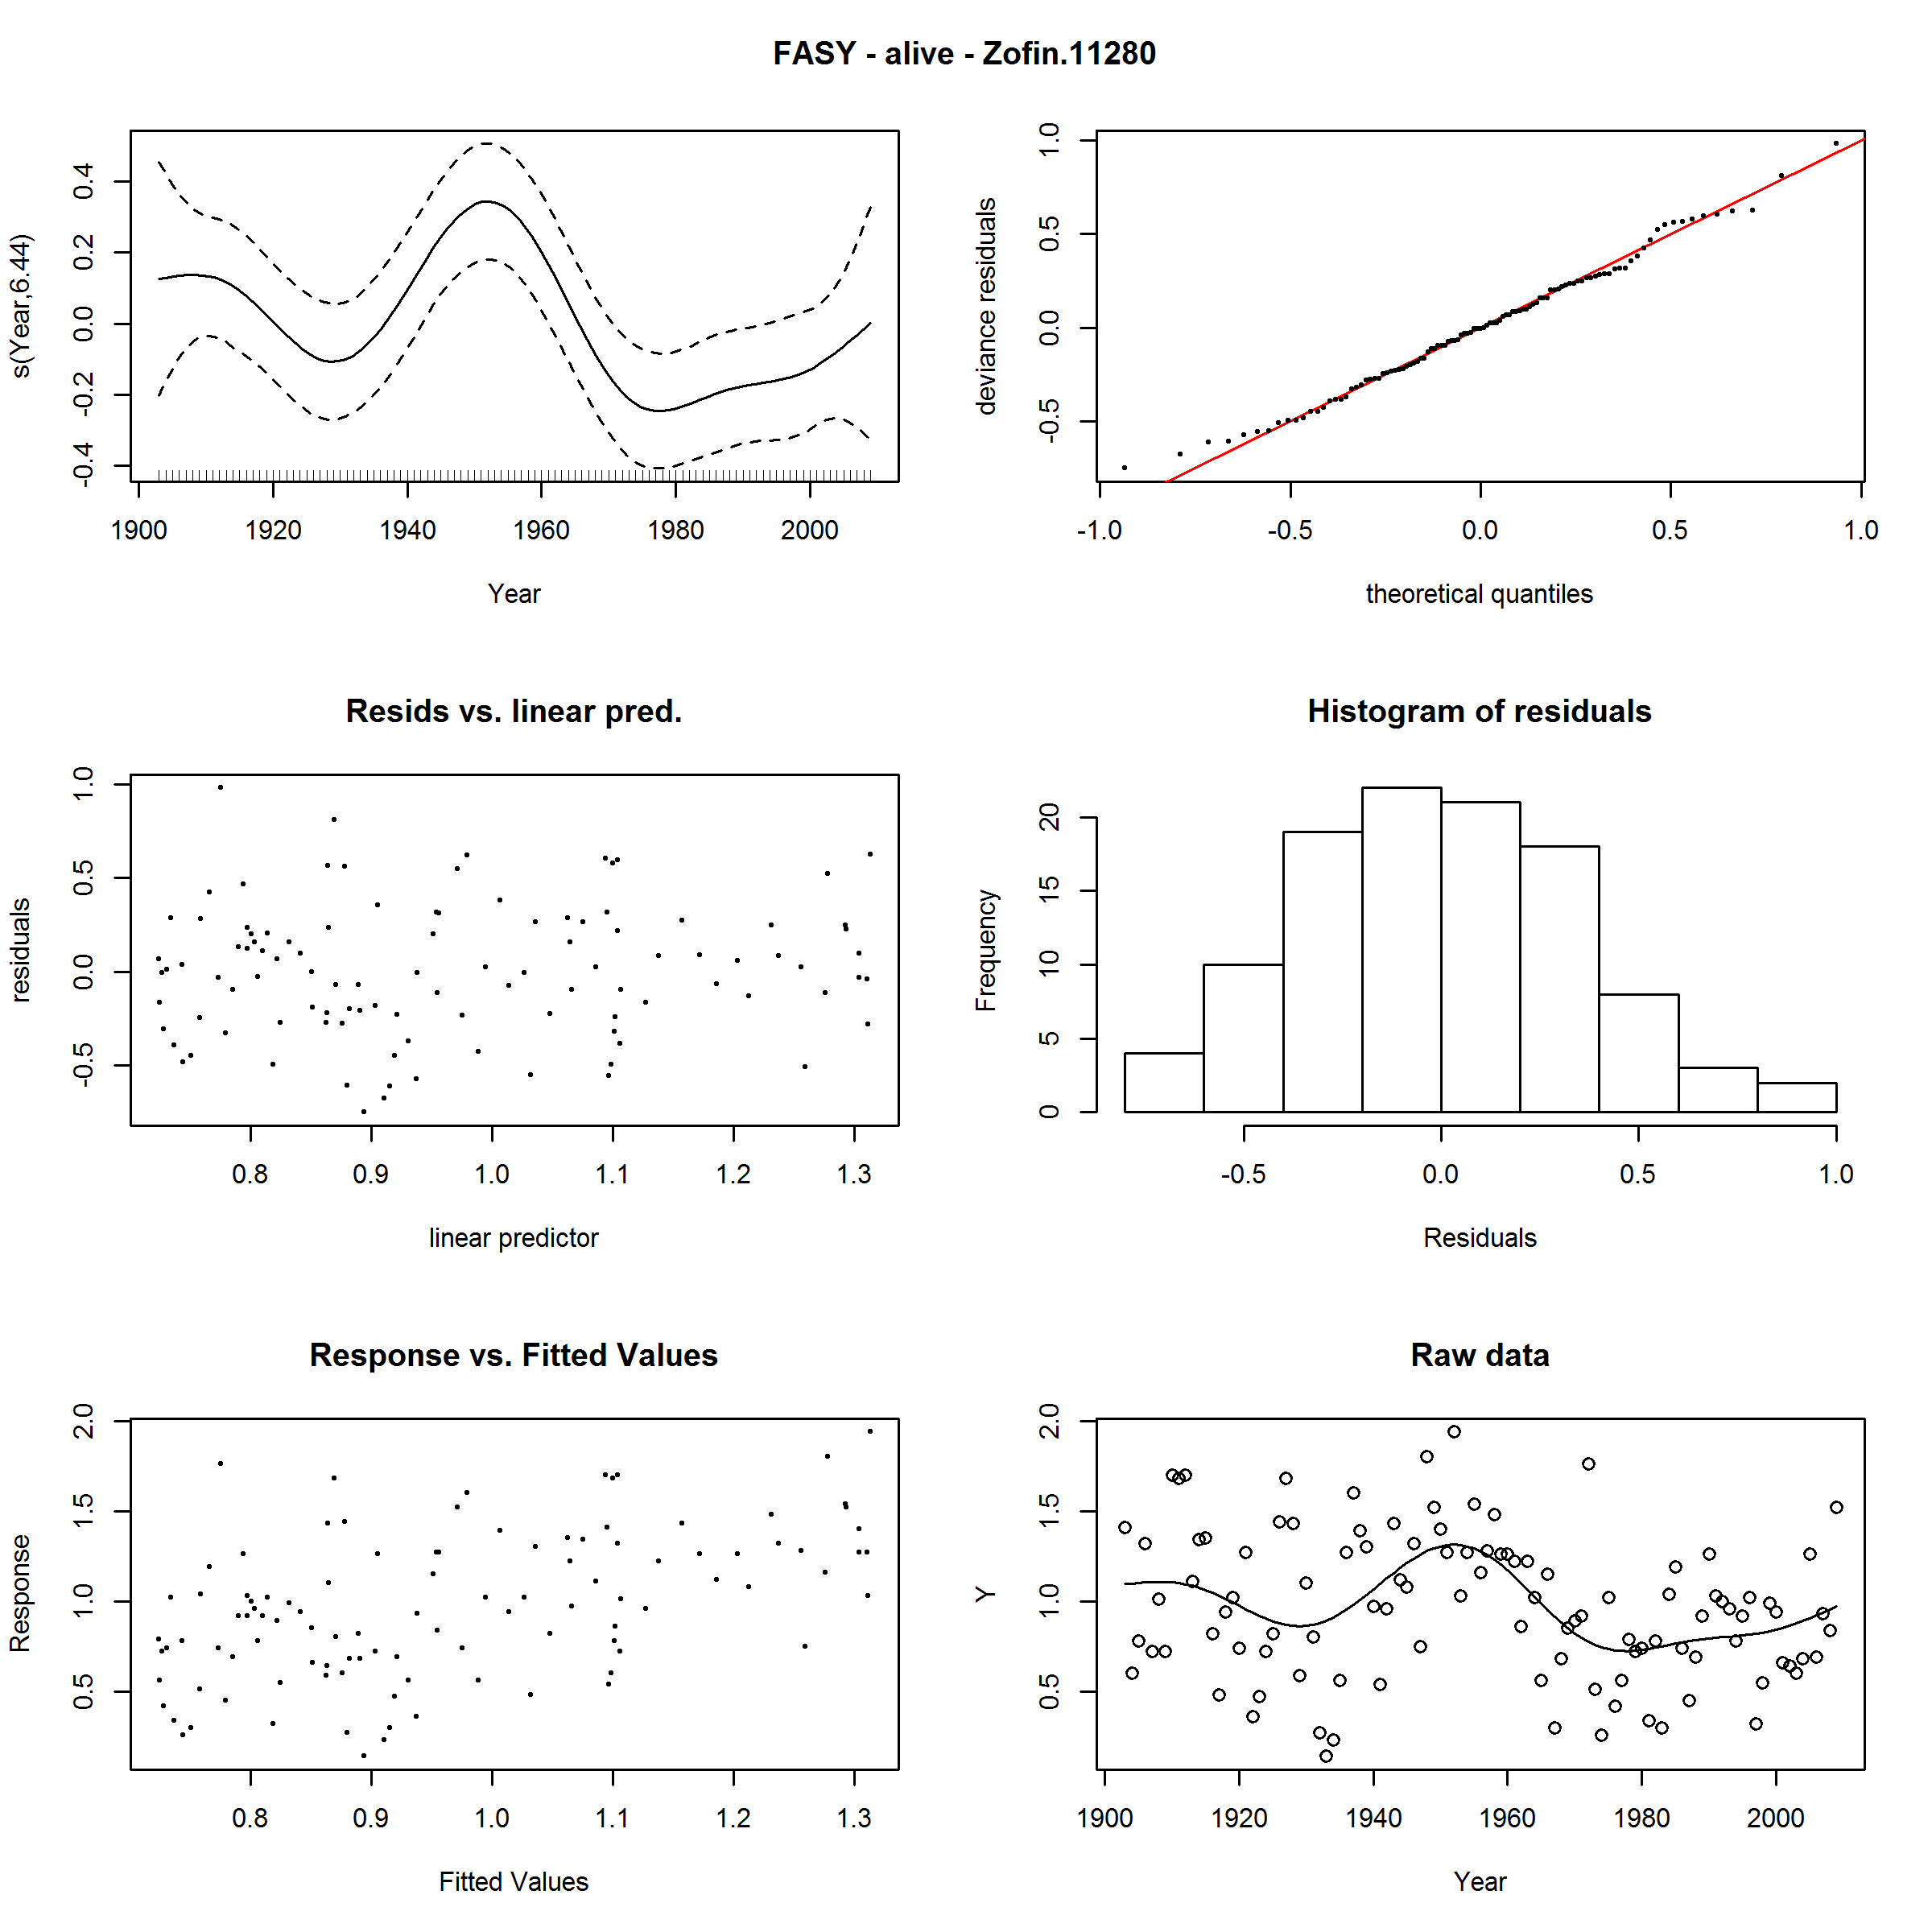 FASY - alive - Zofin.11280
s(Year,6.44)
-0.4 -0.2 0.0 0.2 0.4
1900 1920 1940 1960 1980 2000
Year
deviance residuals
-0.5 0.0 0.5 1.0
-1.0 -0.5 0.0 0.5 1.0
theoretical quantiles
Resids vs. linear pred.
residuals
-0.5 0.0 0.5 1.0
0.8 0.9 1.0 1.1 1.2 1.3
linear predictor
Histogram of residuals
Frequency
0 5 10 15 20
-0.5 0.0 0.5 1.0
Residuals
Response vs. Fitted Values
Response
0.5 1.0 1.5 2.0
0.8 0.9 1.0 1.1 1.2 1.3
Fitted Values
Raw data
Y
0.5 1.0 1.5 2.0
1900 1920 1940 1960 1980 2000
Year